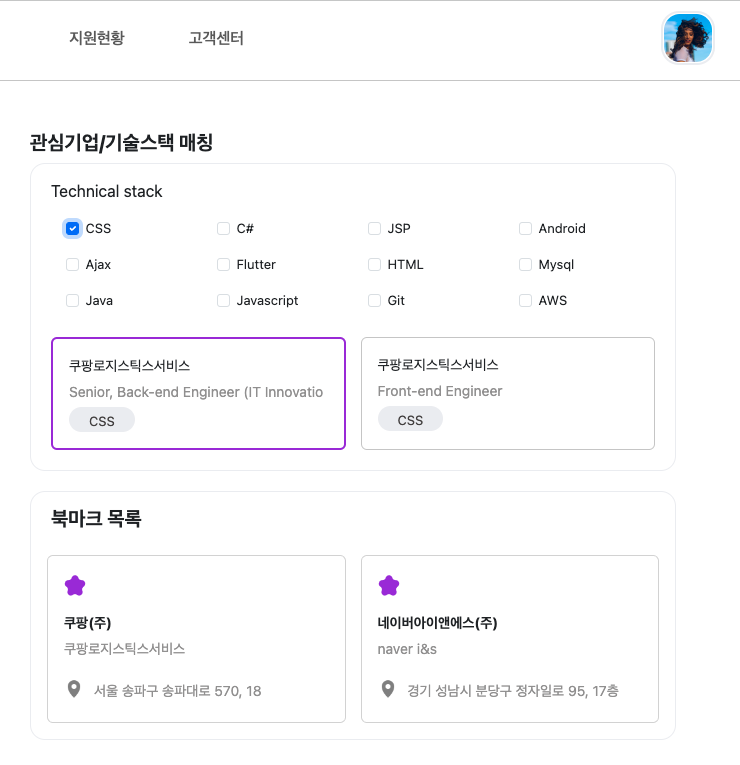 지원현황 고객센터
관심기업/기술스택 매칭
Technical stack
CSS C# JSP Android
Ajax Flutter HTML Mysql
Java Javascript Git AWS
쿠팡로지스틱스서비스
Senior, Back-end Engineer (IT Innovatio
CSS
쿠팡로지스틱스서비스
Front-end Engineer
CSS
북마크 목록
쿠팡(주)
쿠팡로지스틱스서비스
서울 송파구 송파대로 570, 18
네이버아이앤에스(주)
naver i&s
경기 성남시 분당구 정자일로 95, 17층